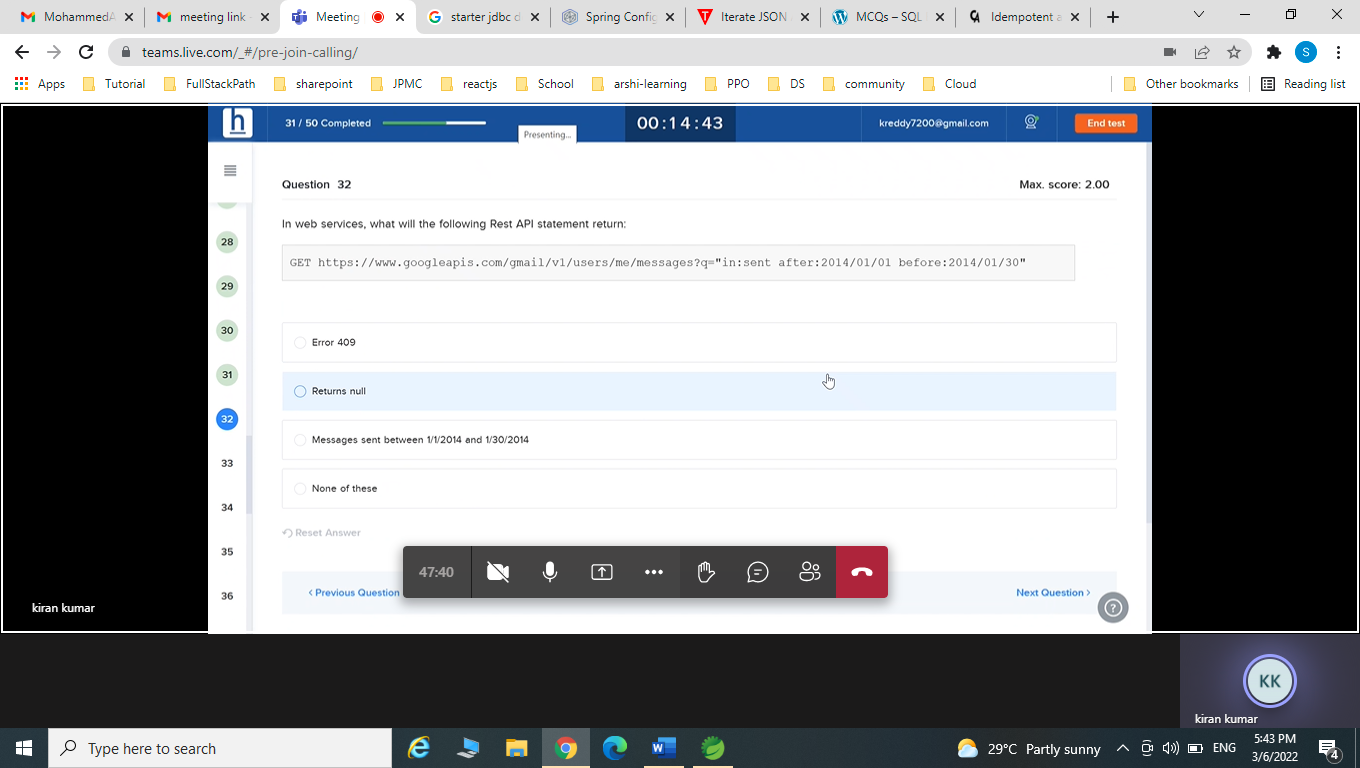 MohammedA
meeting link -
Meeting
starter jdbc d
Spring Config
Iterate JSON
MCQs – SQL
Idempotent a
teams.live.com/_#/pre-join-calling/
S
Apps
Tutorial
FullStackPath
sharepoint
JPMC
reactjs
School
arshi-learning
PPO
DS
community
Cloud
Other bookmarks
Reading list
h
31 / 50 Completed
Presenting...
00:14:43
kreddy7200@gmail.com
End test
Question 32
Max. score: 2.00
In web services, what will the following Rest API statement return:
GET https://www.googleapis.com/gmail/v1/users/me/messages?q="in:sent after:2014/01/01 before:2014/01/30"
28
29
30
31
32
33
34
35
36
Error 409
Returns null
Messages sent between 1/1/2014 and 1/30/2014
None of these
Reset Answer
47:40
‹ Previous Question
Next Question ›
?
kiran kumar
KK
kiran kumar
Type here to search
29°C Partly sunny
ENG
5:43 PM
3/6/2022
4